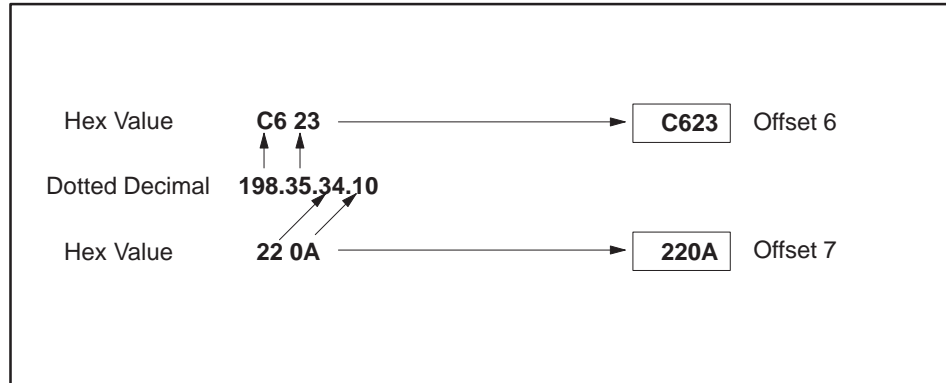 Hex Value C6 23 C623 Offset 6
Dotted Decimal 198.35.34.10
Hex Value 22 0A 220A Offset 7